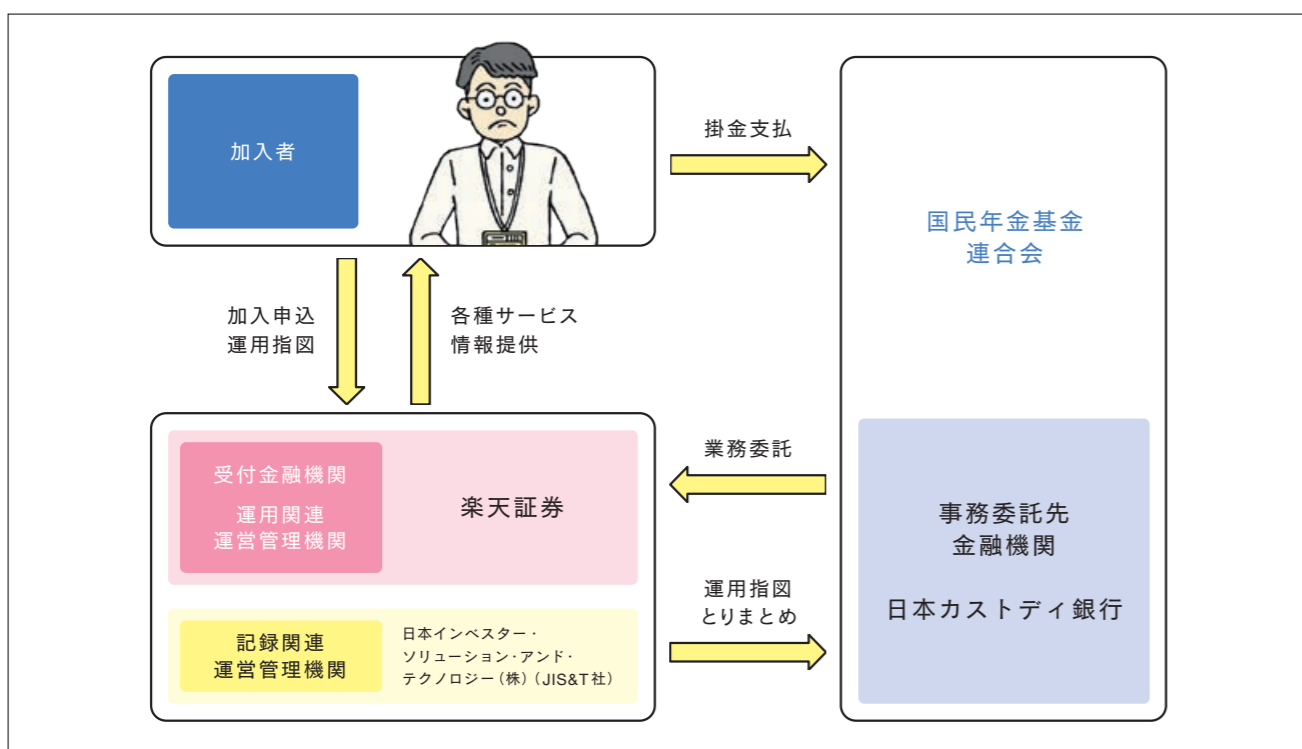 加入者
掛金支払
国民年金基金
連合会
加入申込
運用指図
各種サービス
情報提供
受付金融機関
運用関連
運営管理機関
楽天証券
業務委託
事務委託先
金融機関
日本カストディ銀行
記録関連
運営管理機関
日本インベスター・
ソリューション・アンド・
テクノロジー(株)(JIS&T社)
運用指図
とりまとめ